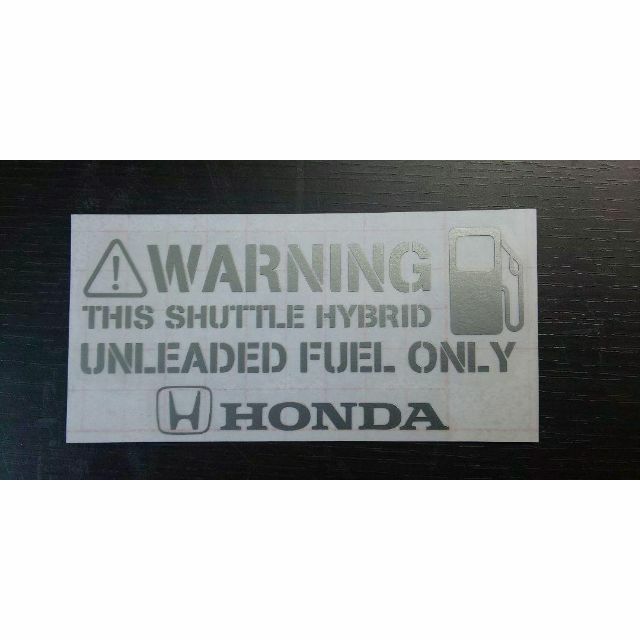 WARNING
THIS SHUTTLE HYBRID
UNLEADED FUEL ONLY
HONDA